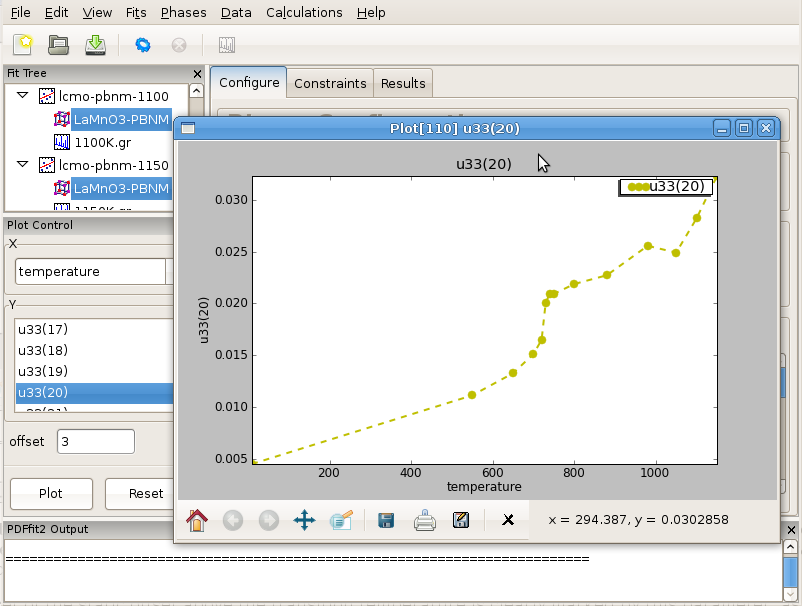 File Edit View Fits Phases Data Calculations Help
Fit Tree
Configure Constraints Results
lcmo-pbnm-1100
LaMnO3-PBNM
1100K.gr
lcmo-pbnm-1150
LaMnO3-PBNM
1150K.gr
Plot Control
X
temperature
Y
u33(17)
u33(18)
u33(19)
u33(20)
offset 3
Plot Reset
Plot[110] u33(20)
u33(20)
u33(20)
0.030
0.025
0.020
0.015
0.010
0.005
u33(20)
200 400 600 800 1000
temperature
x = 294.387, y = 0.0302858
PDFfit2 Output
=========================================================================